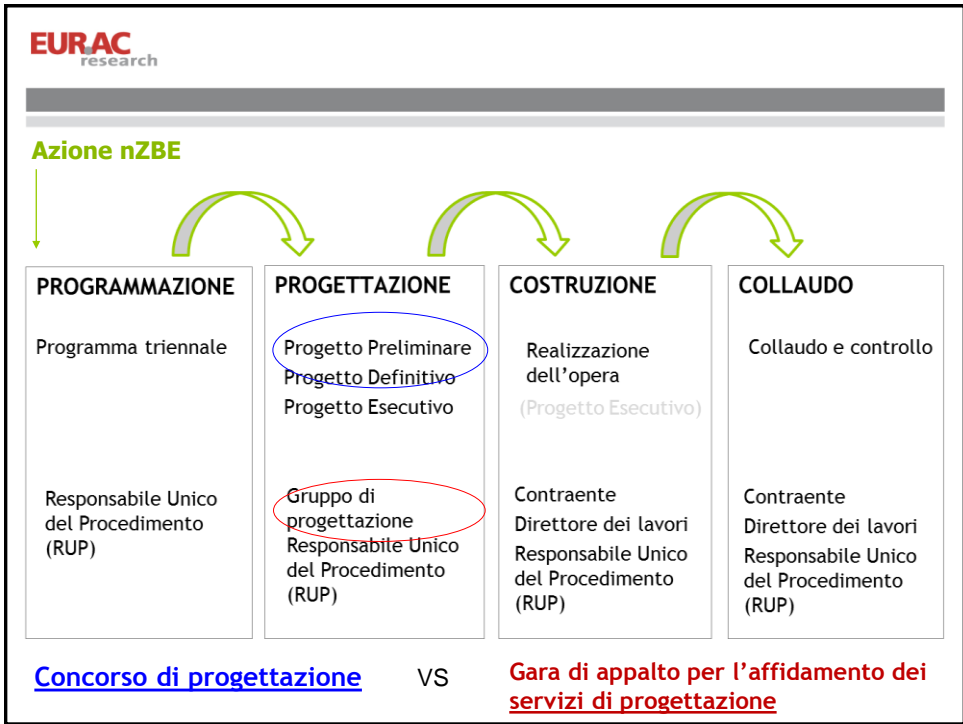 EURAC
research
Azione nZBE
PROGRAMMAZIONE
Programma triennale
Responsabile Unico
del Procedimento
(RUP)
PROGETTAZIONE
Progetto Preliminare
Progetto Definitivo
Progetto Esecutivo
Gruppo di
progettazione
Responsabile Unico
del Procedimento
(RUP)
COSTRUZIONE
Realizzazione
dell’opera
(Progetto Esecutivo)
Contraente
Direttore dei lavori
Responsabile Unico
del Procedimento
(RUP)
COLLAUDO
Collaudo e controllo
Contraente
Direttore dei lavori
Responsabile Unico
del Procedimento
(RUP)
Concorso di progettazione
VS
Gara di appalto per l’affidamento dei
servizi di progettazione